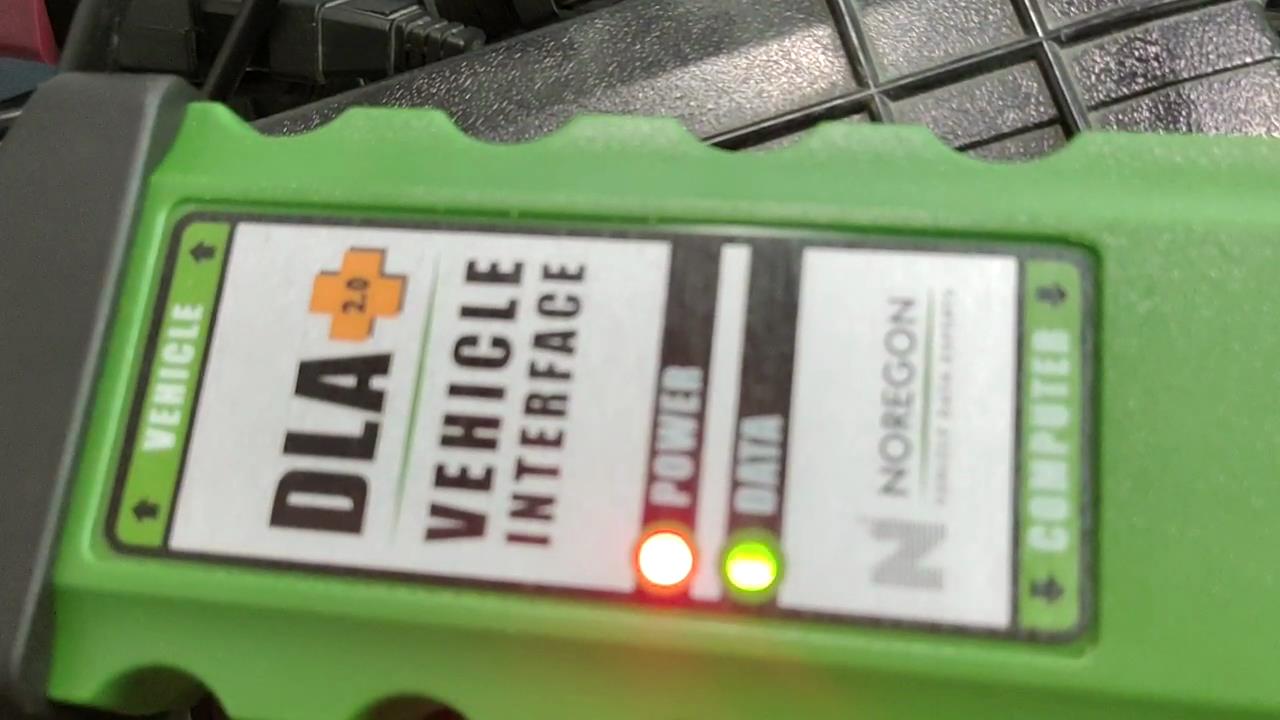 VEHICLE
DLA 2.0
VEHICLE
INTERFACE
POWER
DATA
NOREGON
COMPUTER